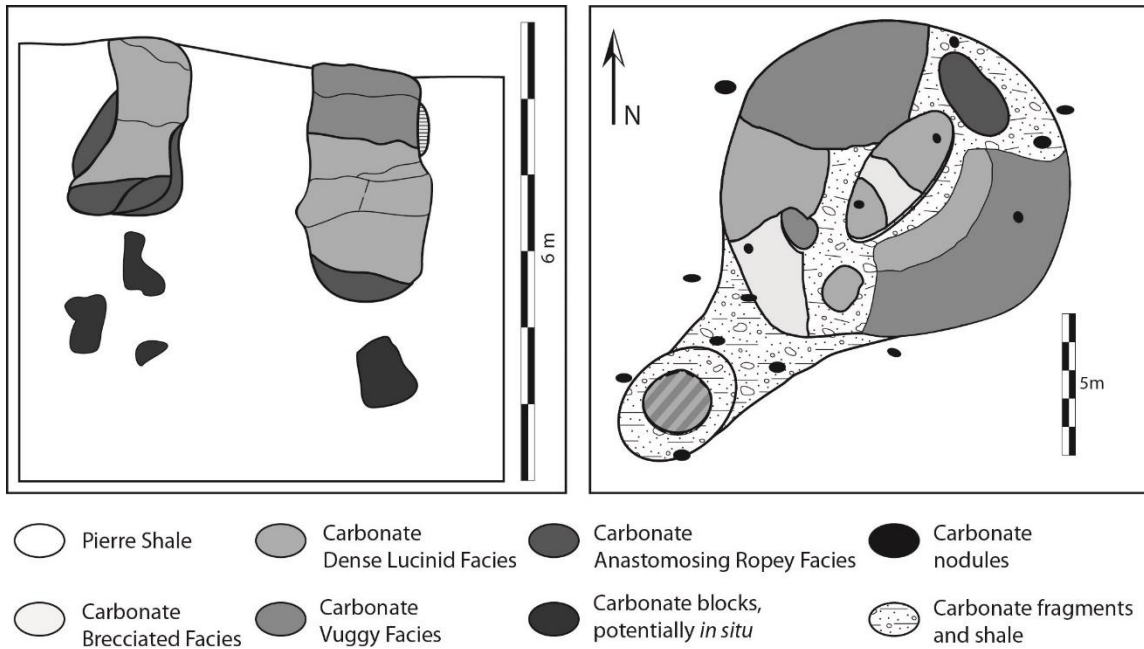 6 m
N
5m
Pierre Shale
Carbonate
Dense Lucinid Facies
Carbonate
Anastomosing Ropey Facies
Carbonate
nodules
Carbonate
Brecciated Facies
Carbonate
Vuggy Facies
Carbonate blocks,
potentially in situ
Carbonate fragments
and shale